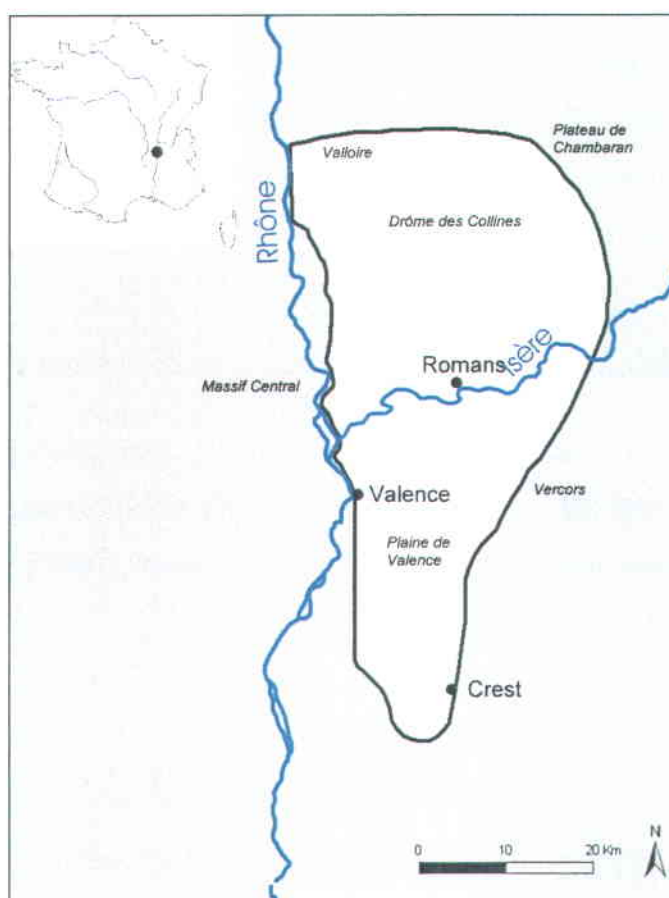 Plateau de
Chambaran
Valloire
Rhône
Drôme des Collines
Isère
Romans
Massif Central
Valence
Vercors
Plaine de
Valence
Crest
N
0 10 20 Km